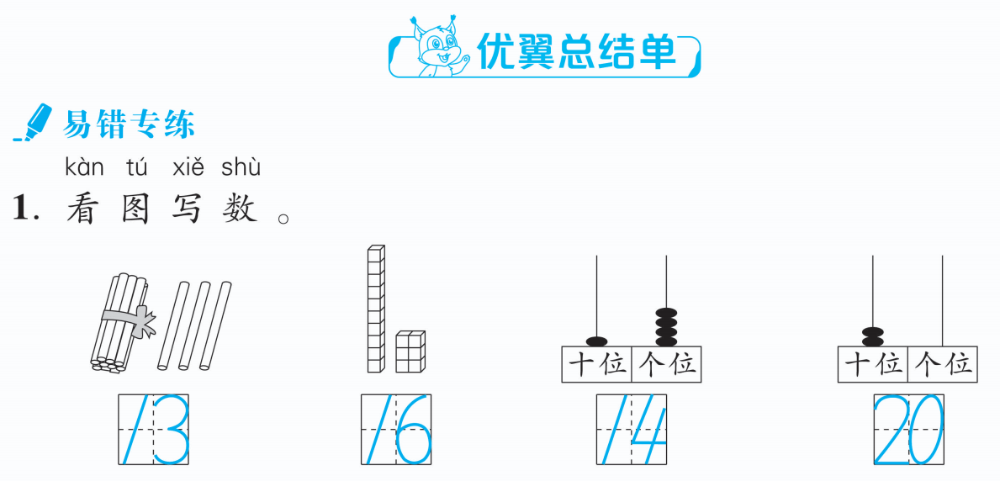 优翼总结单
易错专练
kàn tú xiě shù
1. 看图写数。
十位 个位 十位 个位
13 16 14 20